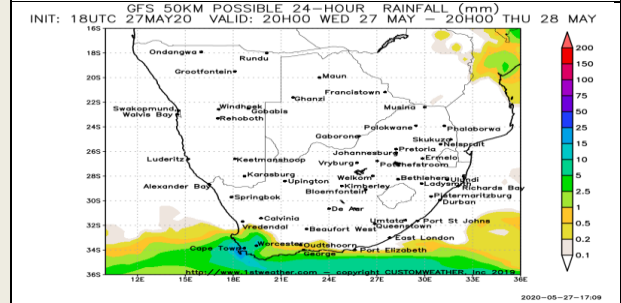 GFS 50KM POSSIBLE 24-HOUR RAINFALL (mm)
INIT: 18UTC 27MAY20 VALID: 20H00 WED 27 MAY – 20H00 THU 28 MAY
16S
18S
20S
22S
24S
26S
28S
30S
32S
34S
36S
Ondangwa
Rundu
Grootfontein
Maun
Francistown
Ghanzi
Musina
Windhoek
Gobabis
Swakopmund
Walvis Bay
Rehoboth
Polokwane
Phalaborwa
Gaborone
Skukuza
Nelspruit
Pretoria
Johannesburg
Ermelo
Luderitz
Keetmanshoop
Vryburg
Potchefstroom
Karasburg
Upington
Welkom
Bethlehem
Ulundi
Ladysmith
Alexander Bay
Kimberley
Richards Bay
Bloemfontein
Springbok
Pietermaritzburg
Durban
De Aar
Calvinia
Umtata
Port St Johns
Vredendal
Beaufort West
Queenstown
East London
Cape Town
Worcester
Oudtshoorn
George
Port Elizabeth
http://www.1stweather.com – copyright CUSTOMWEATHER, Inc 2019
12E
15E
18E
21E
24E
27E
30E
33E
36E
200
150
100
75
50
25
15
10
5
2.5
1
0.5
0.2
0.1
2020-05-27-17:09